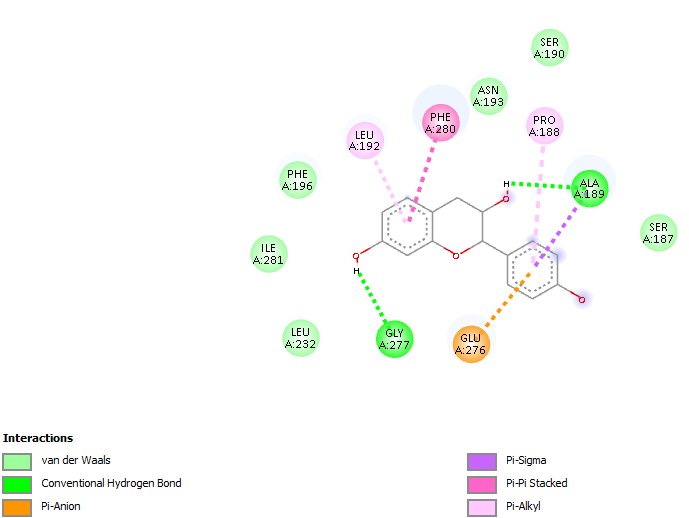 SER
A:190
ASN
A:193
PHE
A:280
PRO
A:188
LEU
A:192
PHE
A:196
H
O
ALA
A:189
SER
A:187
ILE
A:281
O
H
O
O
LEU
A:232
GLY
A:277
GLU
A:276
Interactions
van der Waals
Conventional Hydrogen Bond
Pi-Anion
Pi-Sigma
Pi-Pi Stacked
Pi-Alkyl